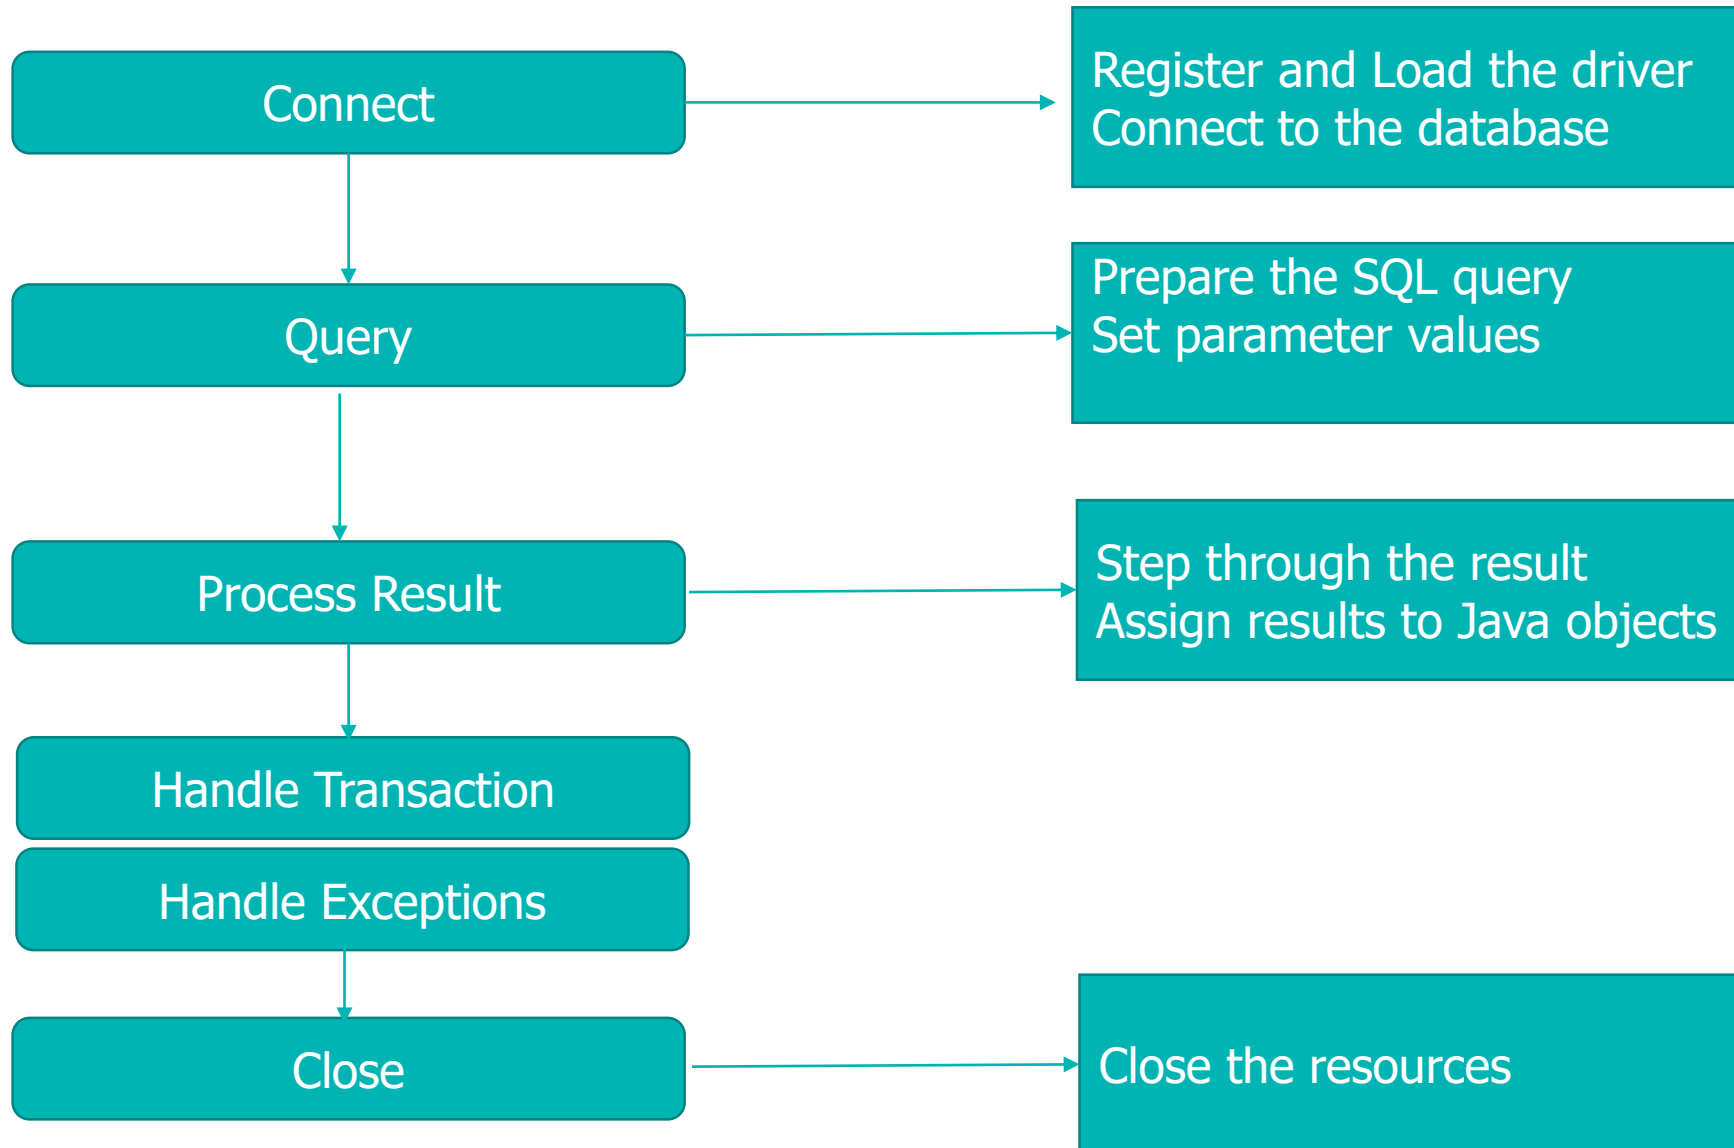 Connect
Register and Load the driver
Connect to the database
Query
Prepare the SQL query
Set parameter values
Process Result
Step through the result
Assign results to Java objects
Handle Transaction
Handle Exceptions
Close
Close the resources